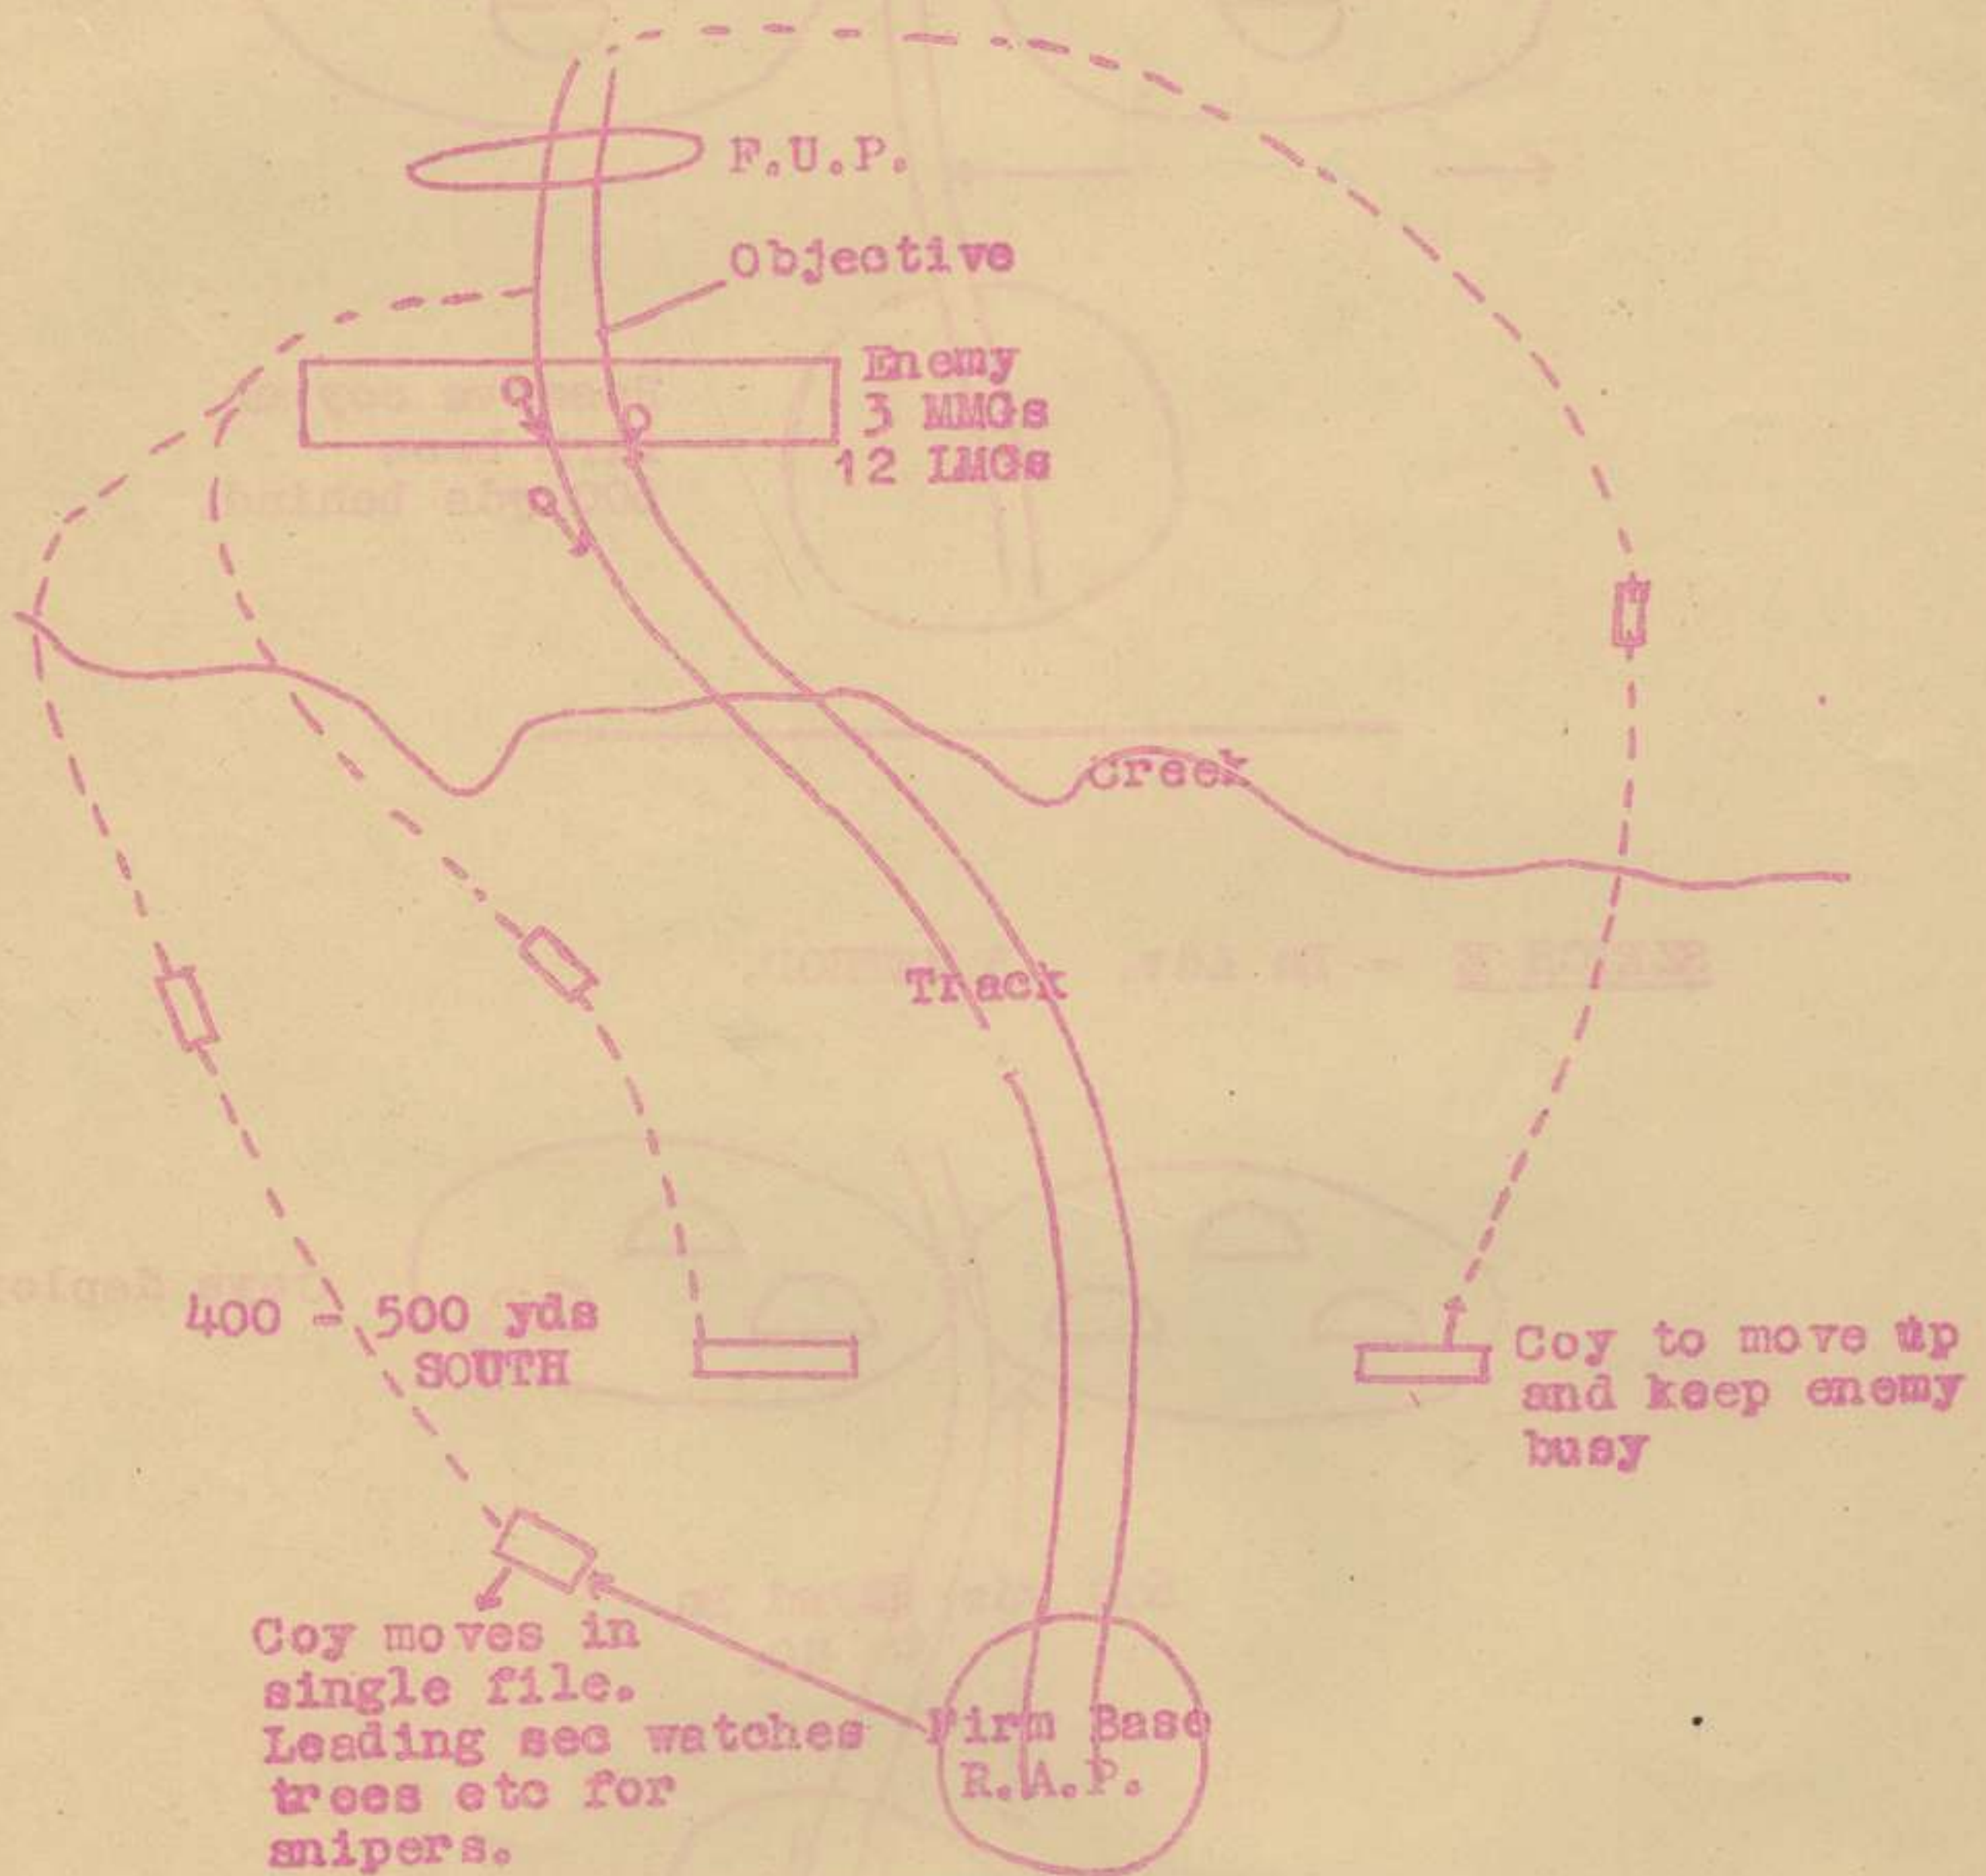 F.U.P.
Objective
Enemy
3 MMGs
12 LMGs
Creek
Track
400 - 500 yds
SOUTH
Coy to move up
and keep enemy
busy
Coy moves in
single file.
Leading sec watches
trees etc for
snipers.
Firm Base
R.A.P.